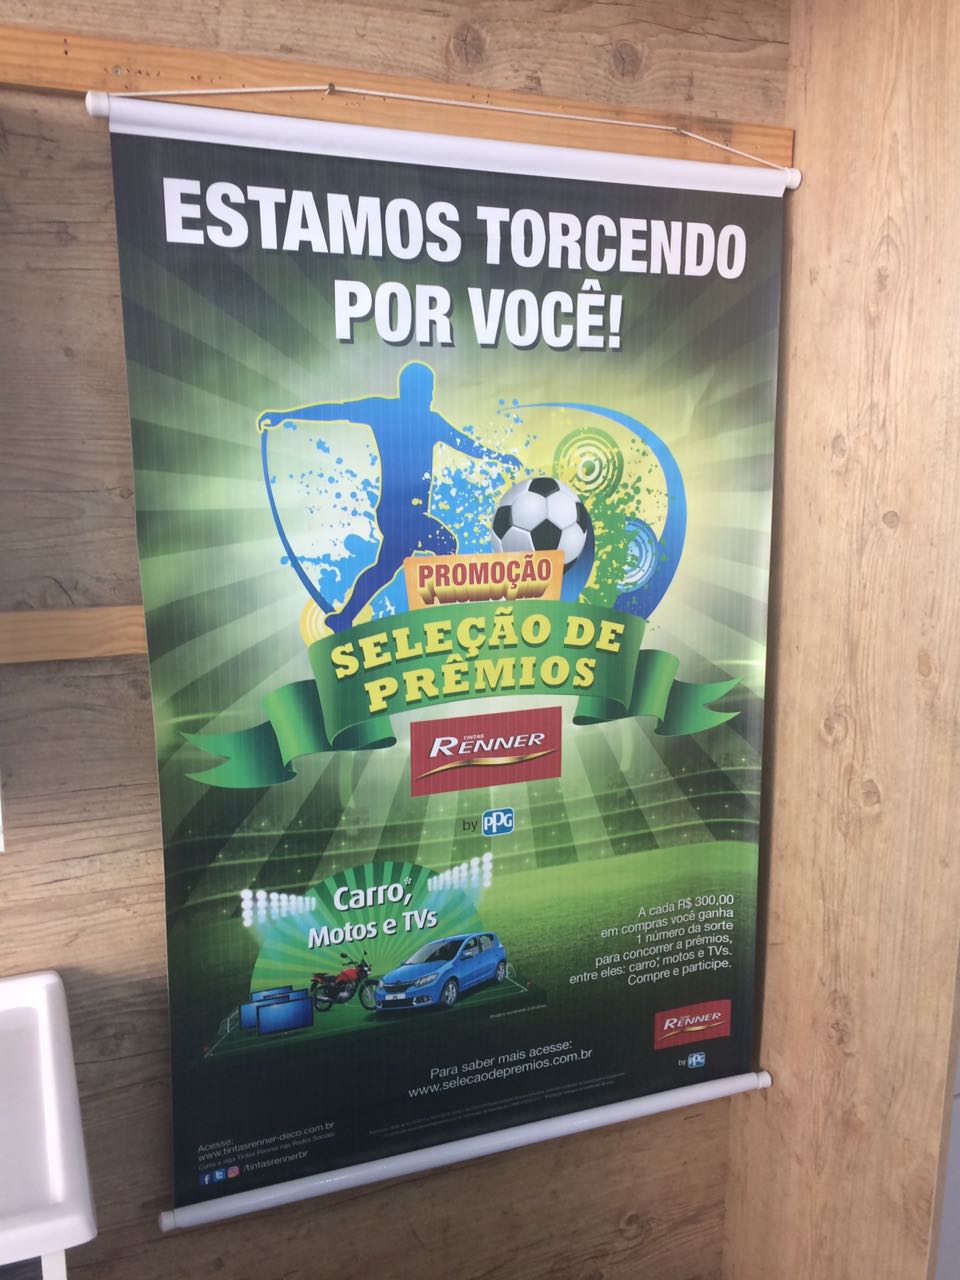 ESTAMOS TORCENDO
POR VOCÊ!
PROMOÇÃO
SELEÇÃO DE
PRÊMIOS
TINTAS
RENNER
by PPG
Carro,*
Motos e TVs
A cada R$ 300,00
em compras você ganha
1 número da sorte
para concorrer a prêmios,
entre eles: carro,* motos e TVs.
Compre e participe.
RENNER
by PPG
Para saber mais acesse:
www.selecaodepremios.com.br
Acesse:
www.tintasrenner-deco.com.br
Curta e siga Tintas Renner nas Redes Sociais
/tintasrennerbr